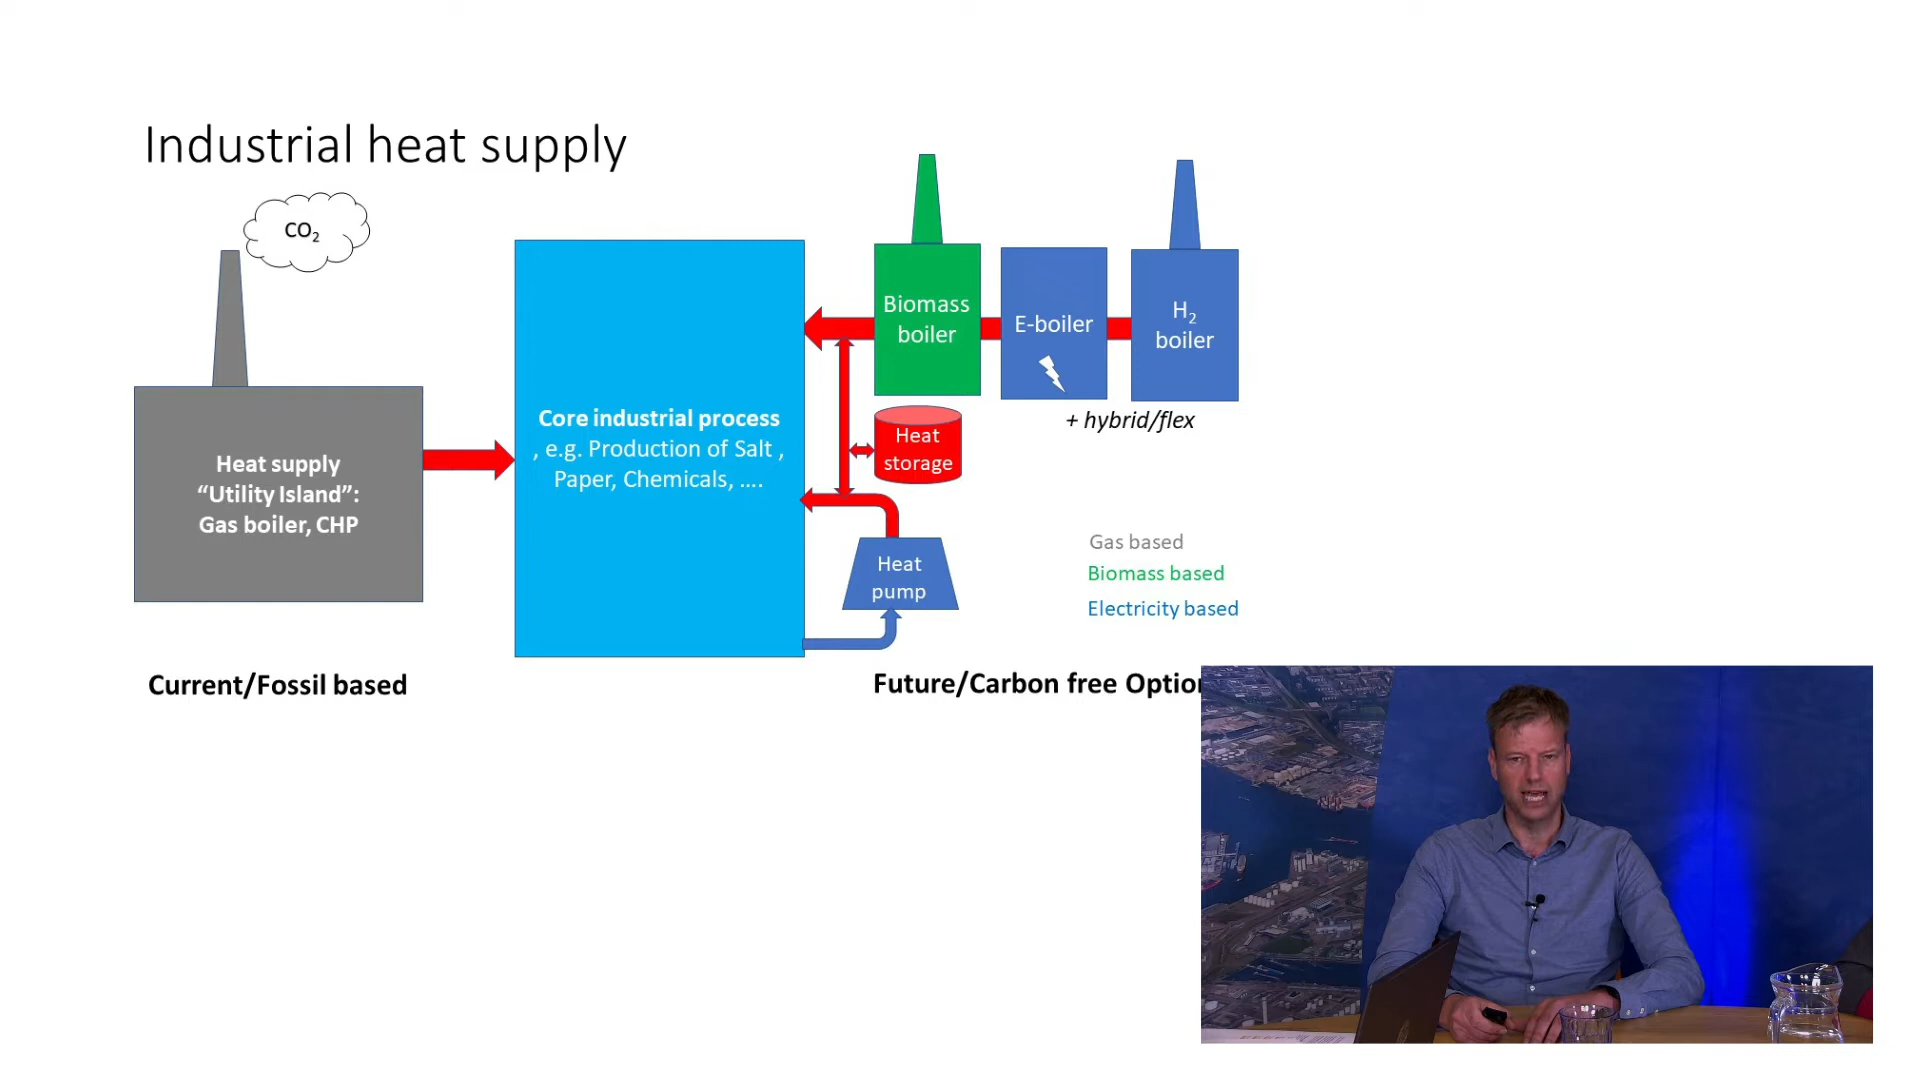 Industrial heat supply
CO₂
Heat supply
“Utility Island”:
Gas boiler, CHP
Current/Fossil based
Core industrial process
, e.g. Production of Salt ,
Paper, Chemicals, ….
Biomass
boiler
E-boiler
H₂
boiler
+ hybrid/flex
Heat
storage
Heat
pump
Gas based
Biomass based
Electricity based
Future/Carbon free Option